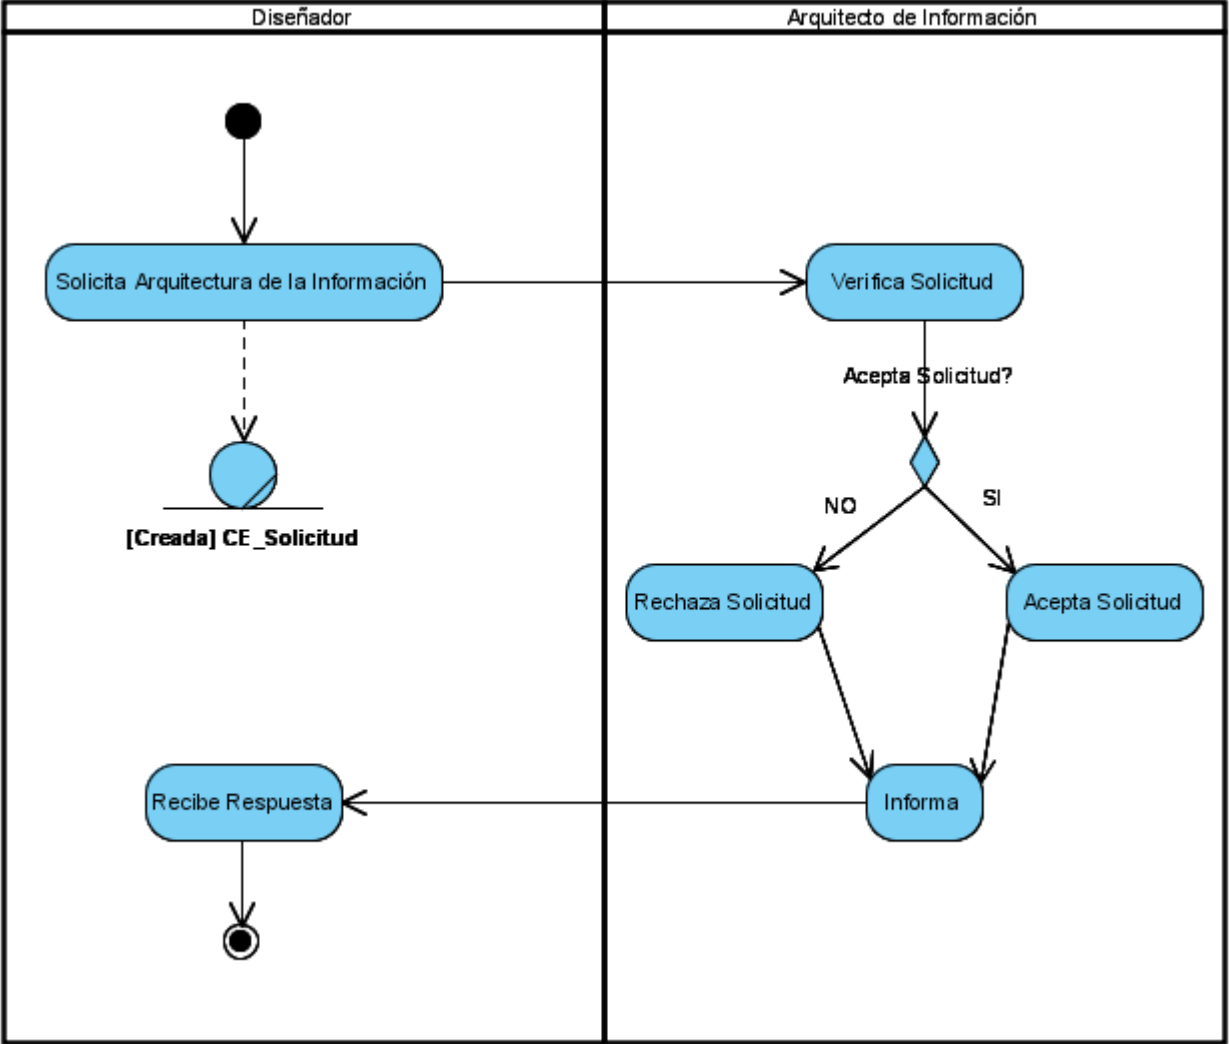 Diseñador
Arquitecto de Información
Solicita Arquitectura de la Información
Verifica Solicitud
Acepta Solicitud?
NO
SI
[Creada] CE_Solicitud
Rechaza Solicitud
Acepta Solicitud
Recibe Respuesta
Informa